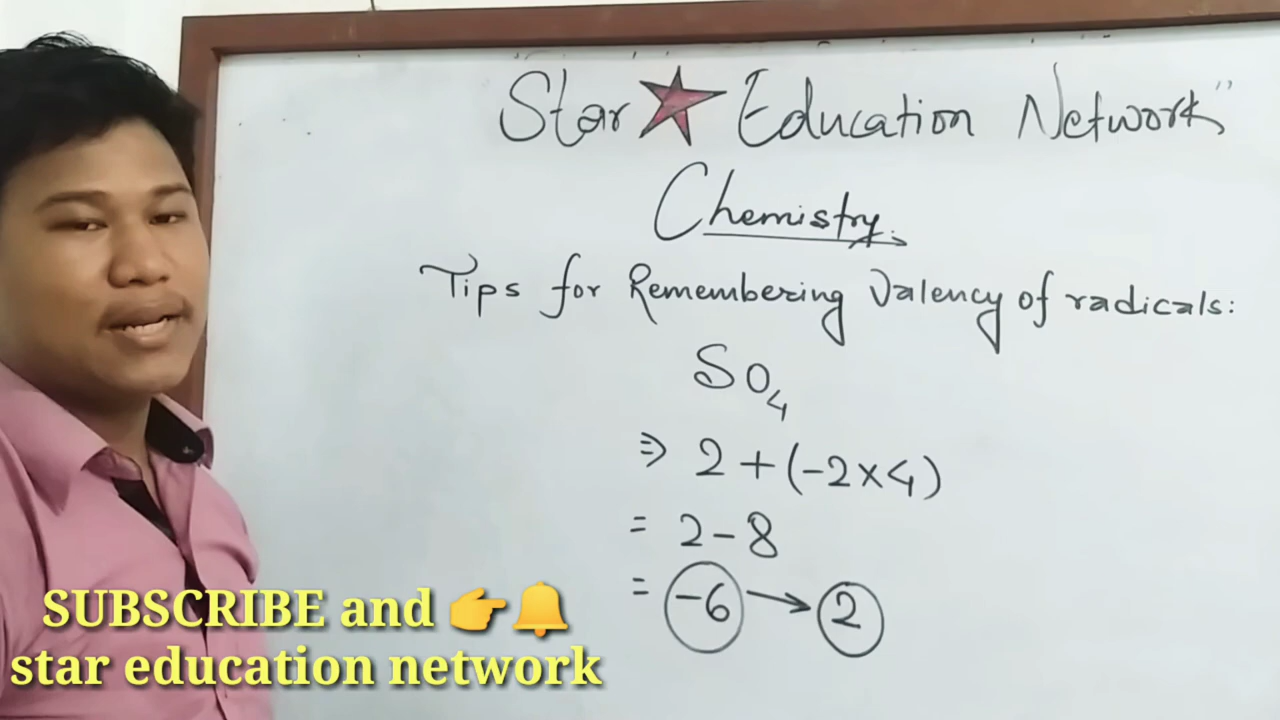 Star ★ Education Network"
Chemistry
Tips for Remembering Valency of radicals:
SO₄
⇒ 2 + (-2×4)
= 2-8
= -6 → 2
SUBSCRIBE and 👉🔔
star education network